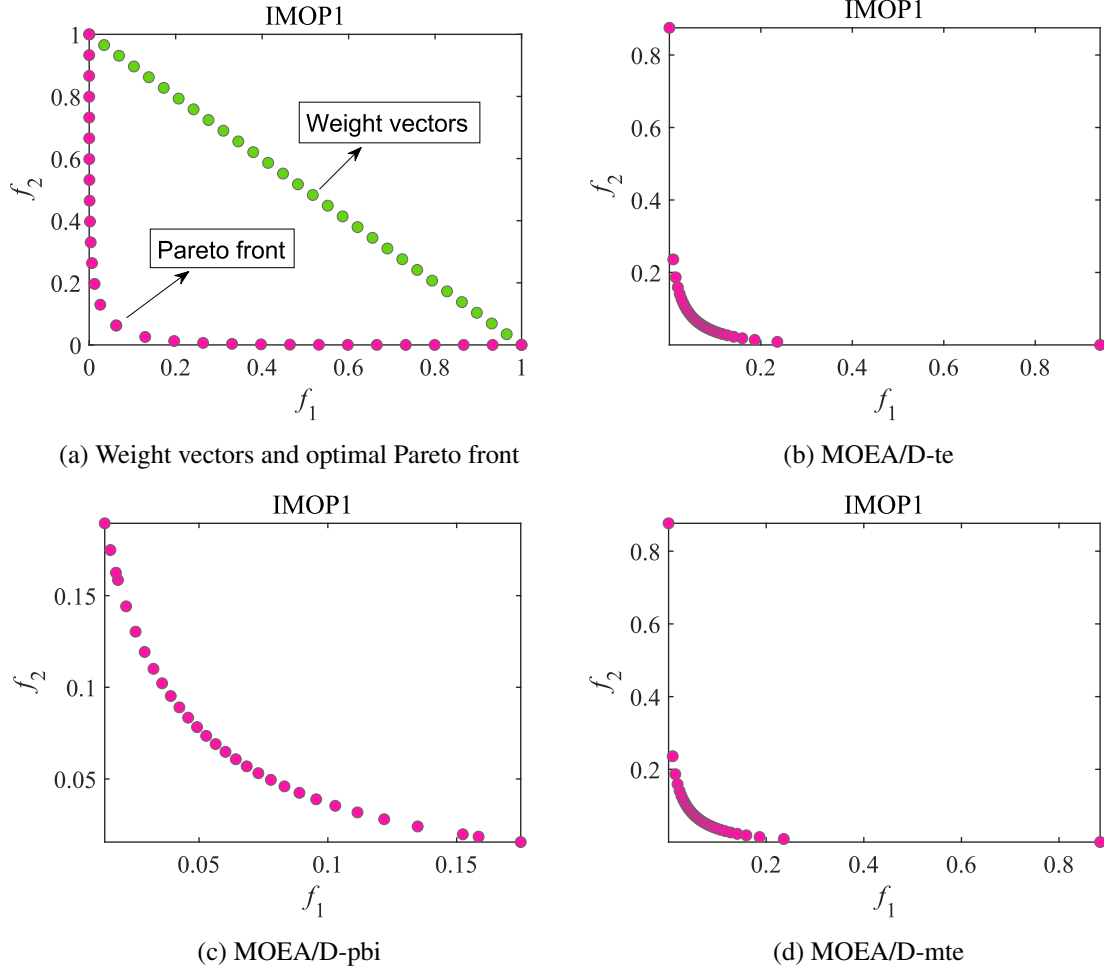 IMOP1
1
0.8
0.6
0.4
0.2
0
f2
Weight vectors
Pareto front
0 0.2 0.4 0.6 0.8 1
f1
(a) Weight vectors and optimal Pareto front
IMOP1
0.8
0.6
0.4
0.2
f2
0.2 0.4 0.6 0.8
f1
(b) MOEA/D-te
IMOP1
0.15
0.1
0.05
f2
0.05 0.1 0.15
f1
(c) MOEA/D-pbi
IMOP1
0.8
0.6
0.4
0.2
f2
0.2 0.4 0.6 0.8
f1
(d) MOEA/D-mte